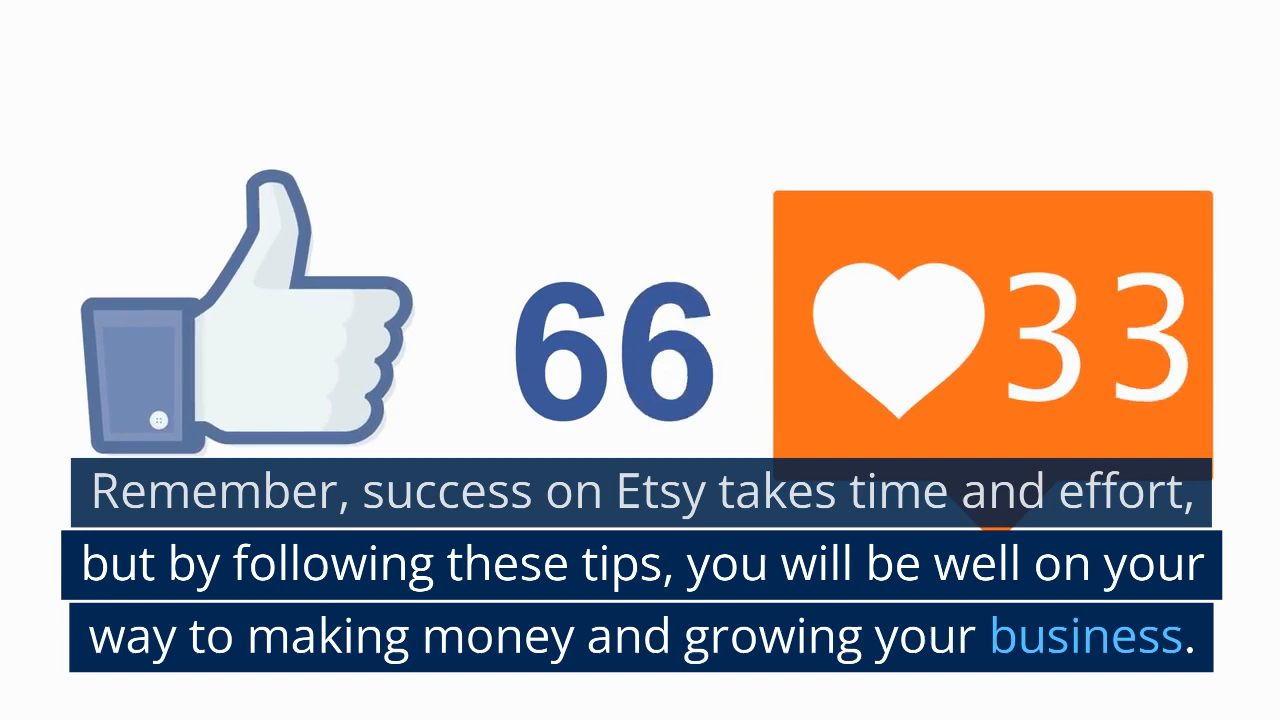 66
33
Remember, success on Etsy takes time and effort,
but by following these tips, you will be well on your
way to making money and growing your business.